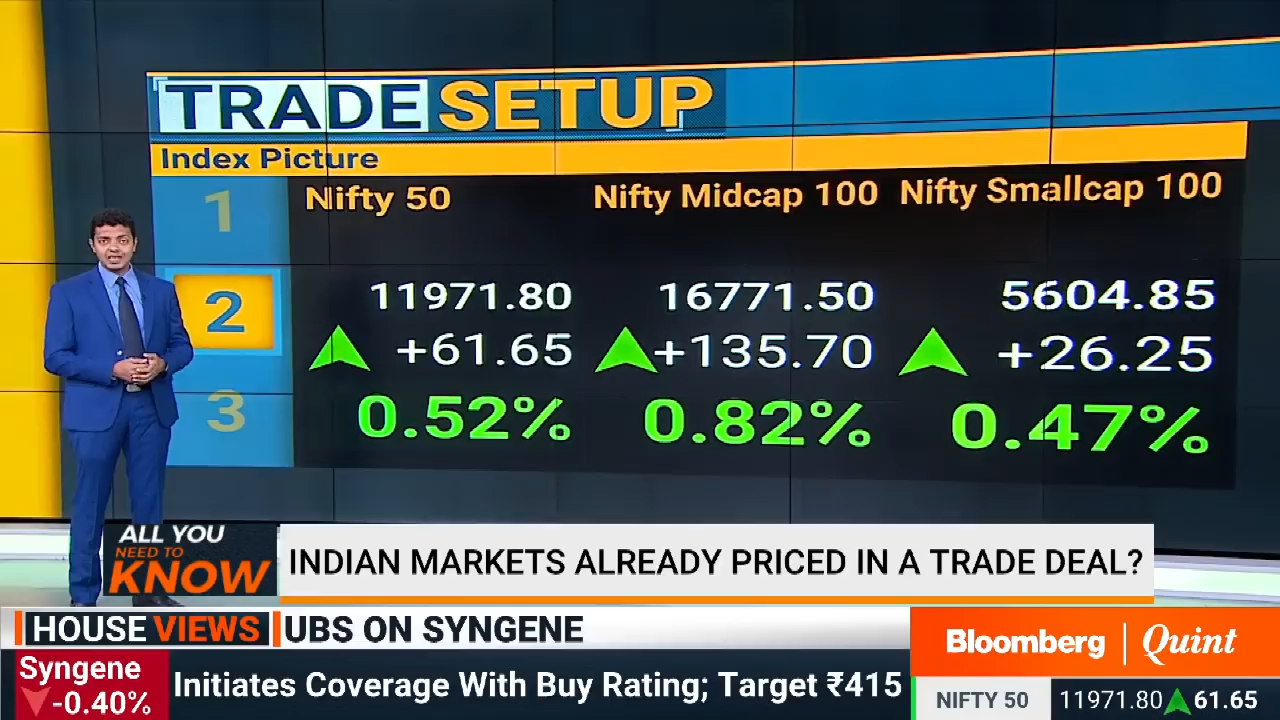 TRADE SETUP
Index Picture
1
2
3
Nifty 50
11971.80
+61.65
0.52%
Nifty Midcap 100
16771.50
+135.70
0.82%
Nifty Smallcap 100
5604.85
+26.25
0.47%
ALL YOU
NEED TO
KNOW
INDIAN MARKETS ALREADY PRICED IN A TRADE DEAL?
HOUSE VIEWS
UBS ON SYNGENE
Syngene
-0.40%
Initiates Coverage With Buy Rating; Target ₹415
Bloomberg | Quint
NIFTY 50 11971.80 61.65